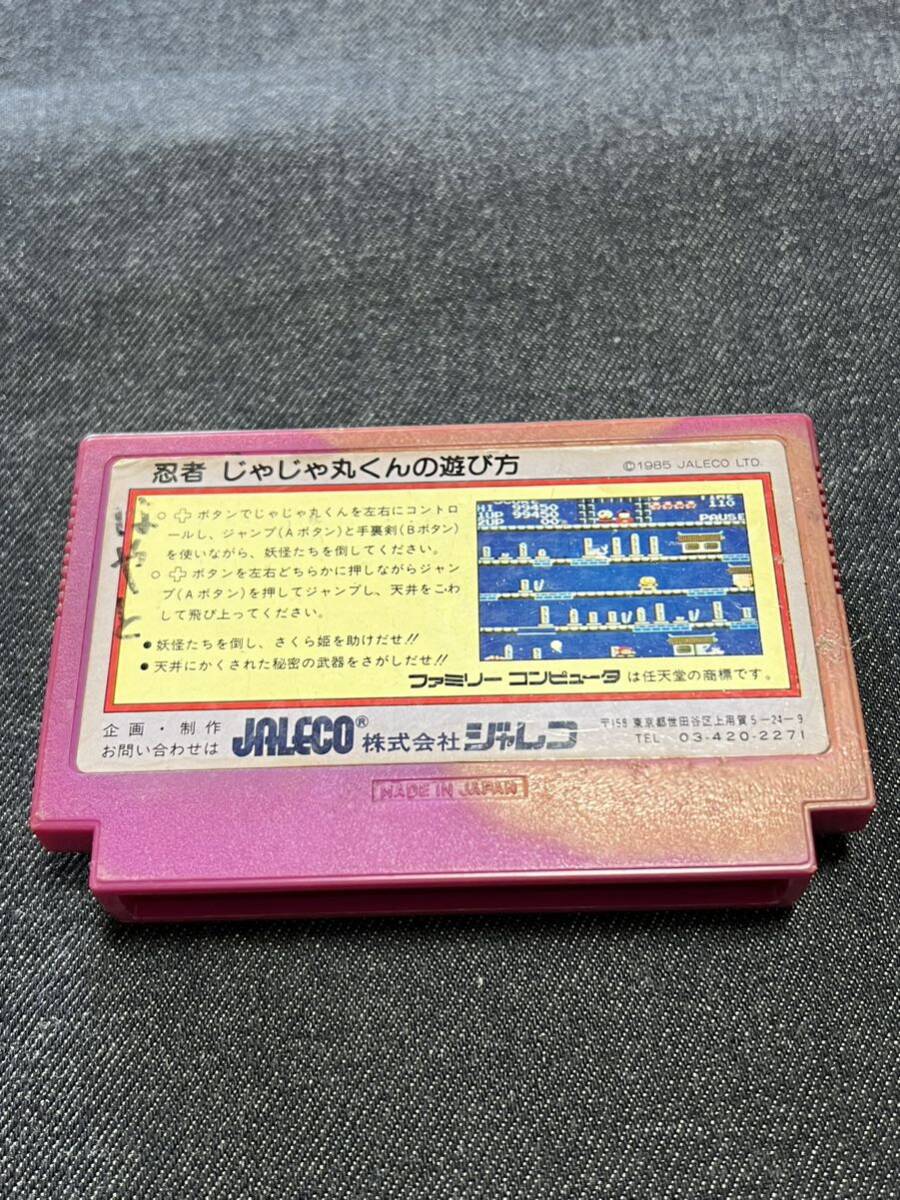 忍者 じゃじゃ丸くんの遊び方
©1985 JALECO LTD.
○ ボタンでじゃじゃ丸くんを左右にコントロ
ールし、ジャンプ(Aボタン)と手裏剣(Bボタン)
を使いながら、妖怪たちを倒してください。
○ ボタンを左右どちらかに押しながらジャン
プ(Aボタン)を押してジャンプし、天井をこわ
して飛び上ってください。
●妖怪たちを倒し、さくら姫を助けだせ!!
●天井にかくされた秘密の武器をさがしだせ!!
HI 99400
1UP 99400
2UP 00
110
PAUSE
ファミリー コンピュータ は任天堂の商標です。
企画・制作
お問い合わせは
JALECO® 株式会社 ジャレコ
〒158 東京都世田谷区上用賀5-24-9
TEL 03-420-2271
MADE IN JAPAN